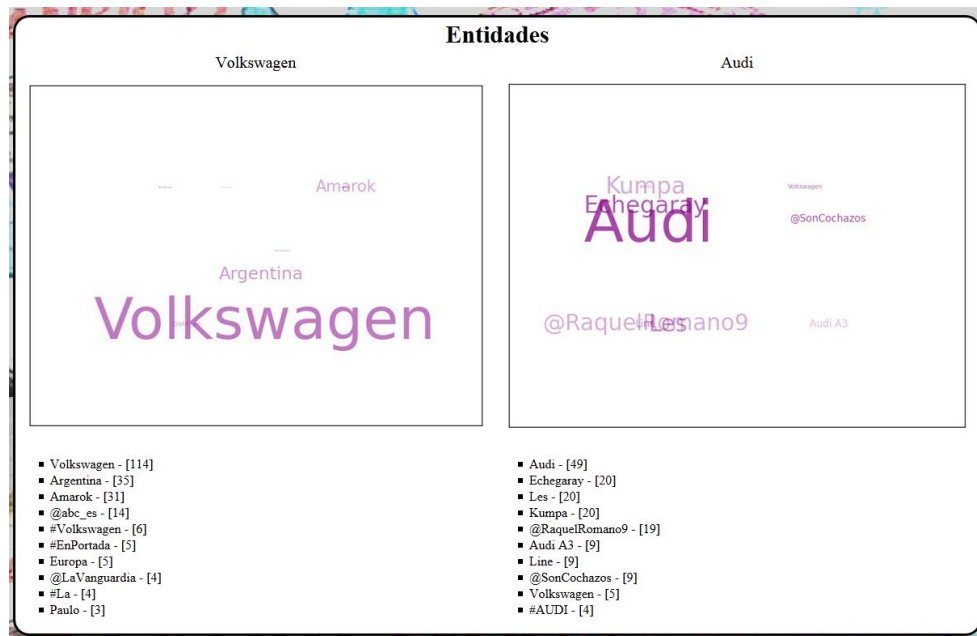 Entidades
Volkswagen
Amarok
Argentina
Volkswagen
Volkswagen - [114]
Argentina - [35]
Amarok - [31]
@abc_es - [14]
#Volkswagen - [6]
#EnPortada - [5]
Europa - [5]
@LaVanguardia - [4]
#La - [4]
Paulo - [3]
Audi
Kumpa
Volkswagen
Echegaray
Audi
@SonCochazos
@RaquelRomano9
Line
Les
Audi A3
Audi - [49]
Echegaray - [20]
Les - [20]
Kumpa - [20]
@RaquelRomano9 - [19]
Audi A3 - [9]
Line - [9]
@SonCochazos - [9]
Volkswagen - [5]
#AUDI - [4]